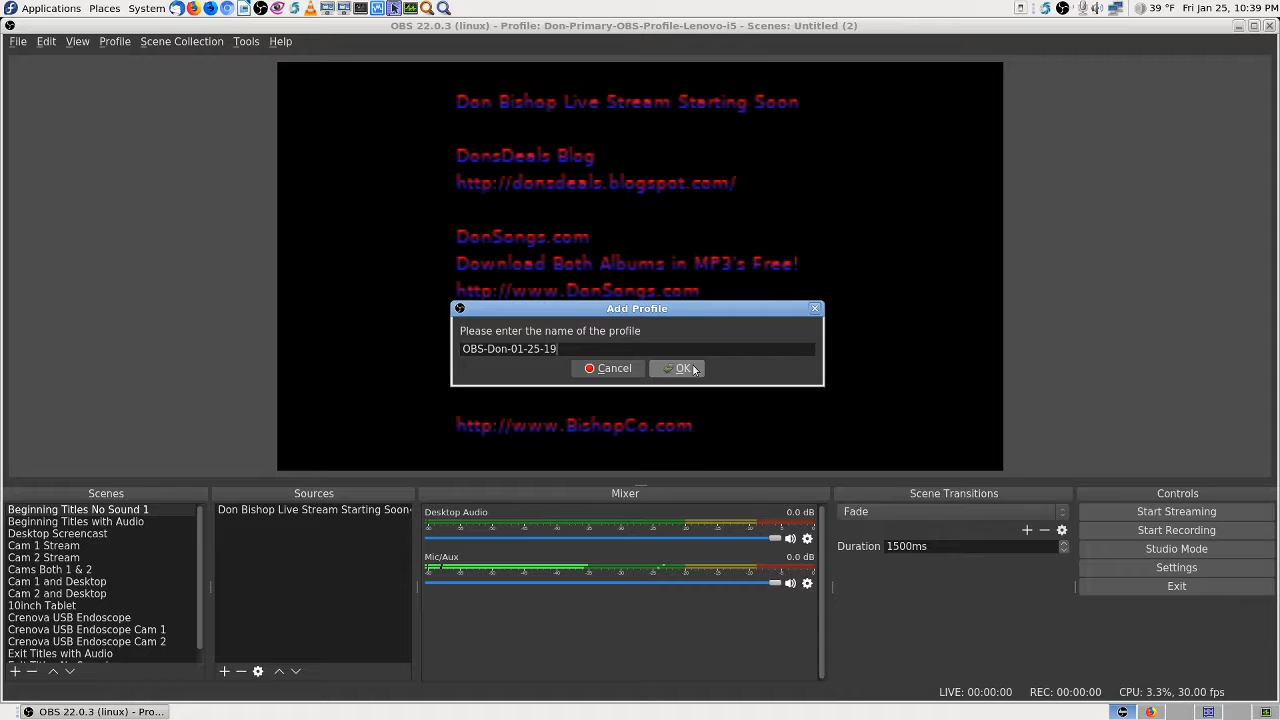 Applications Places System 39 °F Fri Jan 25, 10:39 PM
OBS 22.0.3 (linux) - Profile: Don-Primary-OBS-Profile-Lenovo-i5 - Scenes: Untitled (2)
File Edit View Profile Scene Collection Tools Help
Don Bishop Live Stream Starting Soon
DonsDeals Blog
http://donsdeals.blogspot.com/
DonSongs.com
Download Both Albums in MP3's Free!
http://www.DonSongs.com
Add Profile
Please enter the name of the profile
OBS-Don-01-25-19
Cancel OK
http://www.BishopCo.com
Scenes
Beginning Titles No Sound 1
Beginning Titles with Audio
Desktop Screencast
Cam 1 Stream
Cam 2 Stream
Cams Both 1 & 2
Cam 1 and Desktop
Cam 2 and Desktop
10inch Tablet
Crenova USB Endoscope
Crenova USB Endoscope Cam 1
Crenova USB Endoscope Cam 2
Exit Titles with Audio
Sources
Don Bishop Live Stream Starting Soon
Mixer
Desktop Audio 0.0 dB
Mic/Aux 0.0 dB
Scene Transitions
Fade
Duration 1500ms
Controls
Start Streaming
Start Recording
Studio Mode
Settings
Exit
LIVE: 00:00:00 REC: 00:00:00 CPU: 3.3%, 30.00 fps
OBS 22.0.3 (linux) - Pro...